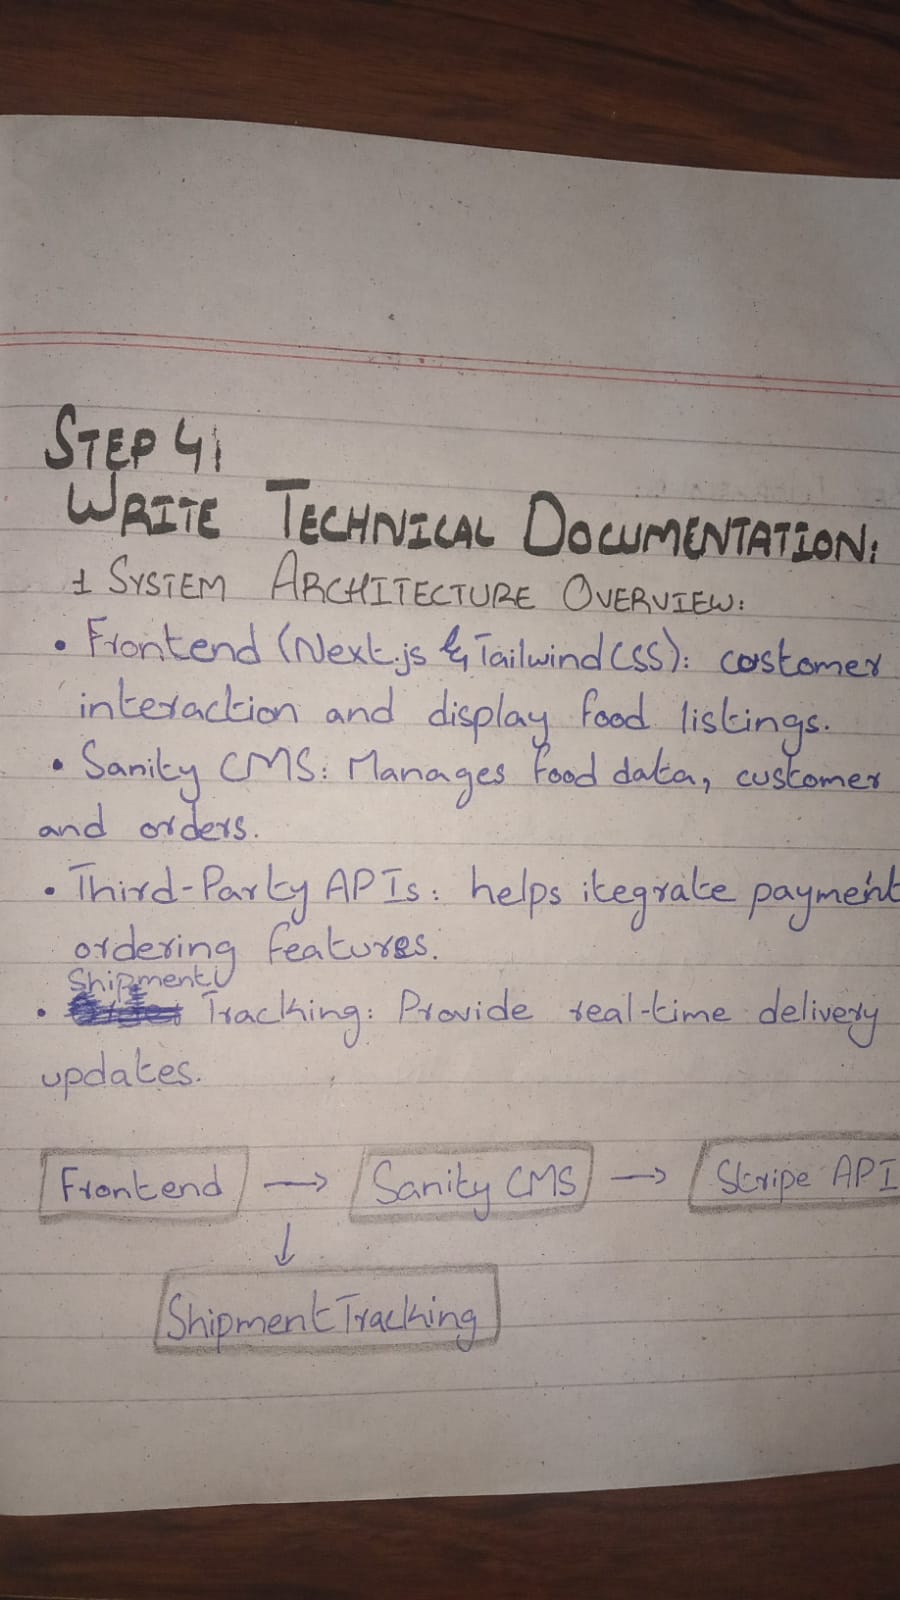 STEP 4:
WRITE TECHNICAL DOCUMENTATION:
1 SYSTEM ARCHITECTURE OVERVIEW:
• Frontend (Next.js & Tailwind CSS): costomer
interaction and display food listings.
• Sanity CMS: Manages food data, customer
and orders.
• Third-Party APIs: helps itegrate payment
ordering features.
Shipment
• Tracking: Provide real-time delivery
updates.
Frontend → Sanity CMS → Stripe API
↓
Shipment Tracking